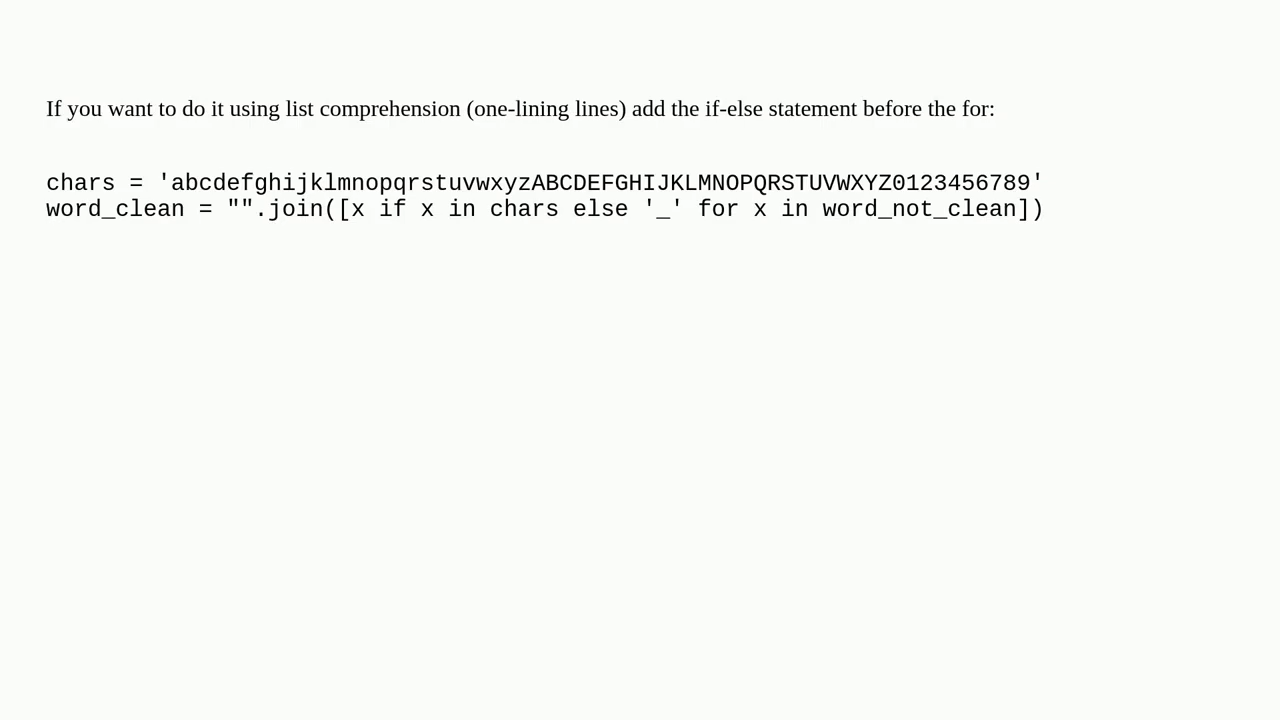 If you want to do it using list comprehension (one-lining lines) add the if-else statement before the for:
chars = 'abcdefghijklmnopqrstuvwxyzABCDEFGHIJKLMNOPQRSTUVWXYZ0123456789'
word_clean = "".join([x if x in chars else '_' for x in word_not_clean])